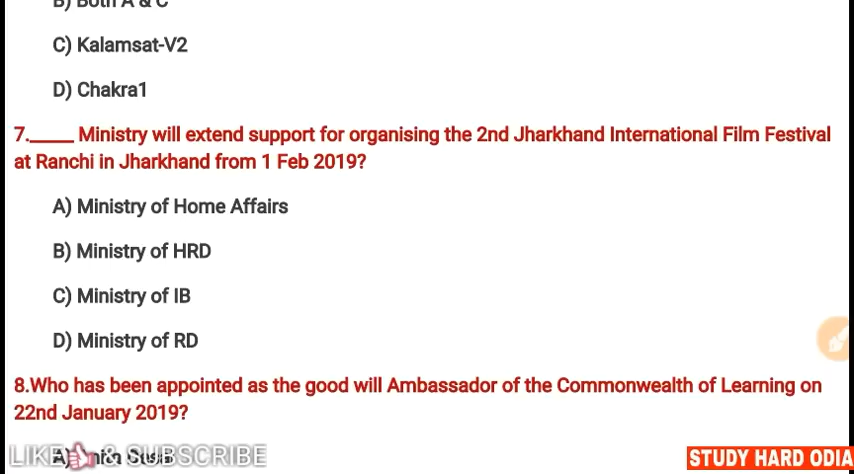 B) Both A & C
C) Kalamsat-V2
D) Chakra1
7._____ Ministry will extend support for organising the 2nd Jharkhand International Film Festival
at Ranchi in Jharkhand from 1 Feb 2019?
A) Ministry of Home Affairs
B) Ministry of HRD
C) Ministry of IB
D) Ministry of RD
8.Who has been appointed as the good will Ambassador of the Commonwealth of Learning on
22nd January 2019?
A)
LIKE & SUBSCRIBE
STUDY HARD ODIA